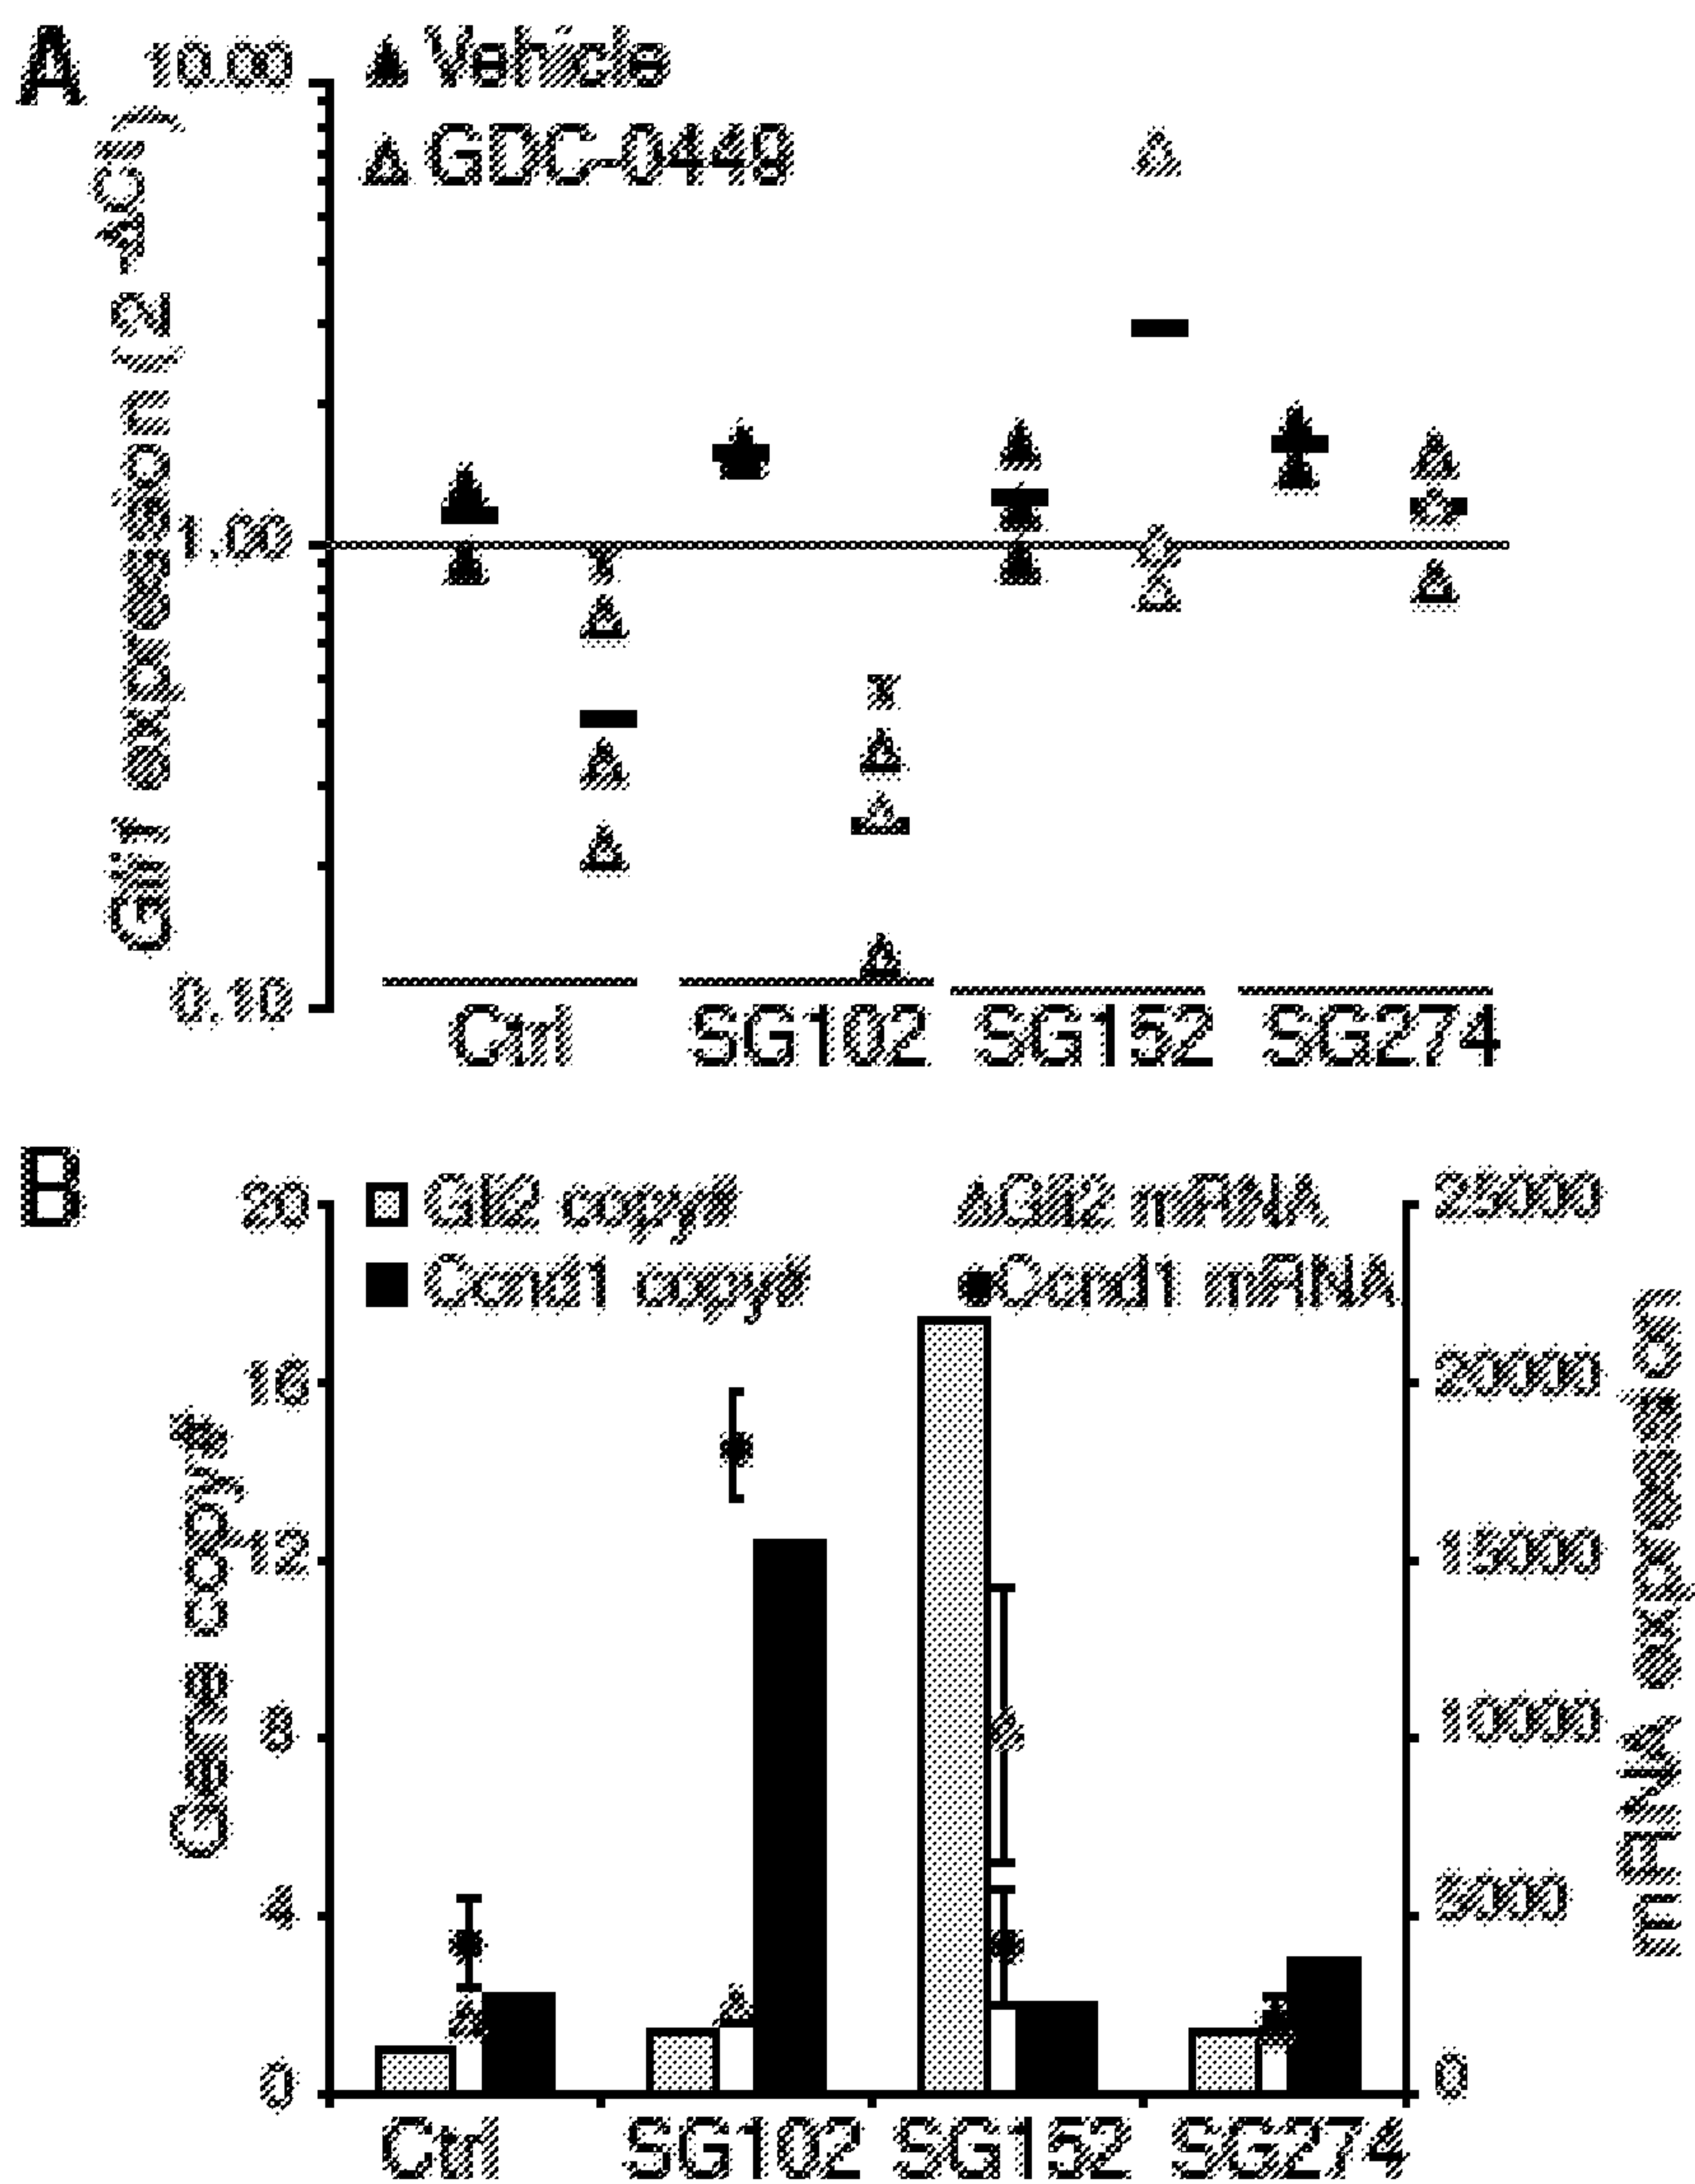 A
10.00
Vehicle
GDC-0449
1.00
0.10
Gli1 expression (2^-ΔCt)
Ctrl SG102 SG152 SG274
B
20
16
12
8
4
0
Gene copy#
Gli2 copy#
Ccnd1 copy#
Gli2 mRNA
Ccnd1 mRNA
25000
20000
15000
10000
5000
0
mRNA expression
Ctrl SG102 SG152 SG274